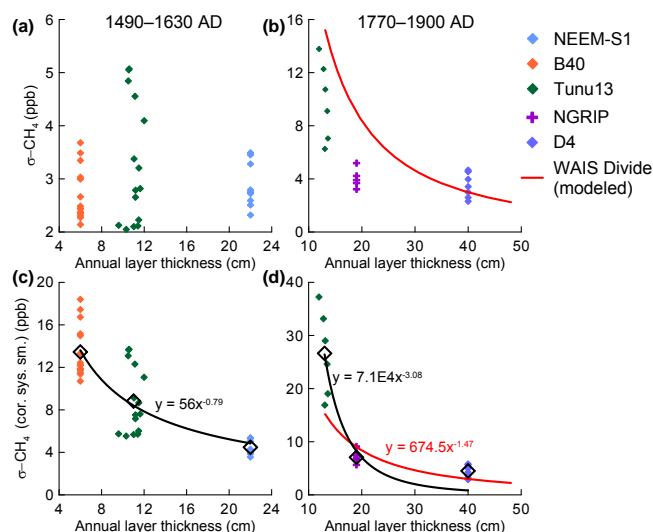 (a) 1490–1630 AD
(b) 1770–1900 AD
NEEM-S1
B40
Tunu13
NGRIP
D4
WAIS Divide
(modeled)
σ–CH₄ (ppb)
6
5
4
3
2
4 8 12 16 20 24
Annual layer thickness (cm)
16
12
8
4
0
10 20 30 40 50
Annual layer thickness (cm)
(c)
σ–CH₄ (cor. sys. sm.) (ppb)
20
16
12
8
4
0
y = 56x^-0.79
4 8 12 16 20 24
Annual layer thickness (cm)
(d)
40
30
20
10
0
y = 7.1E4x^-3.08
y = 674.5x^-1.47
10 20 30 40 50
Annual layer thickness (cm)